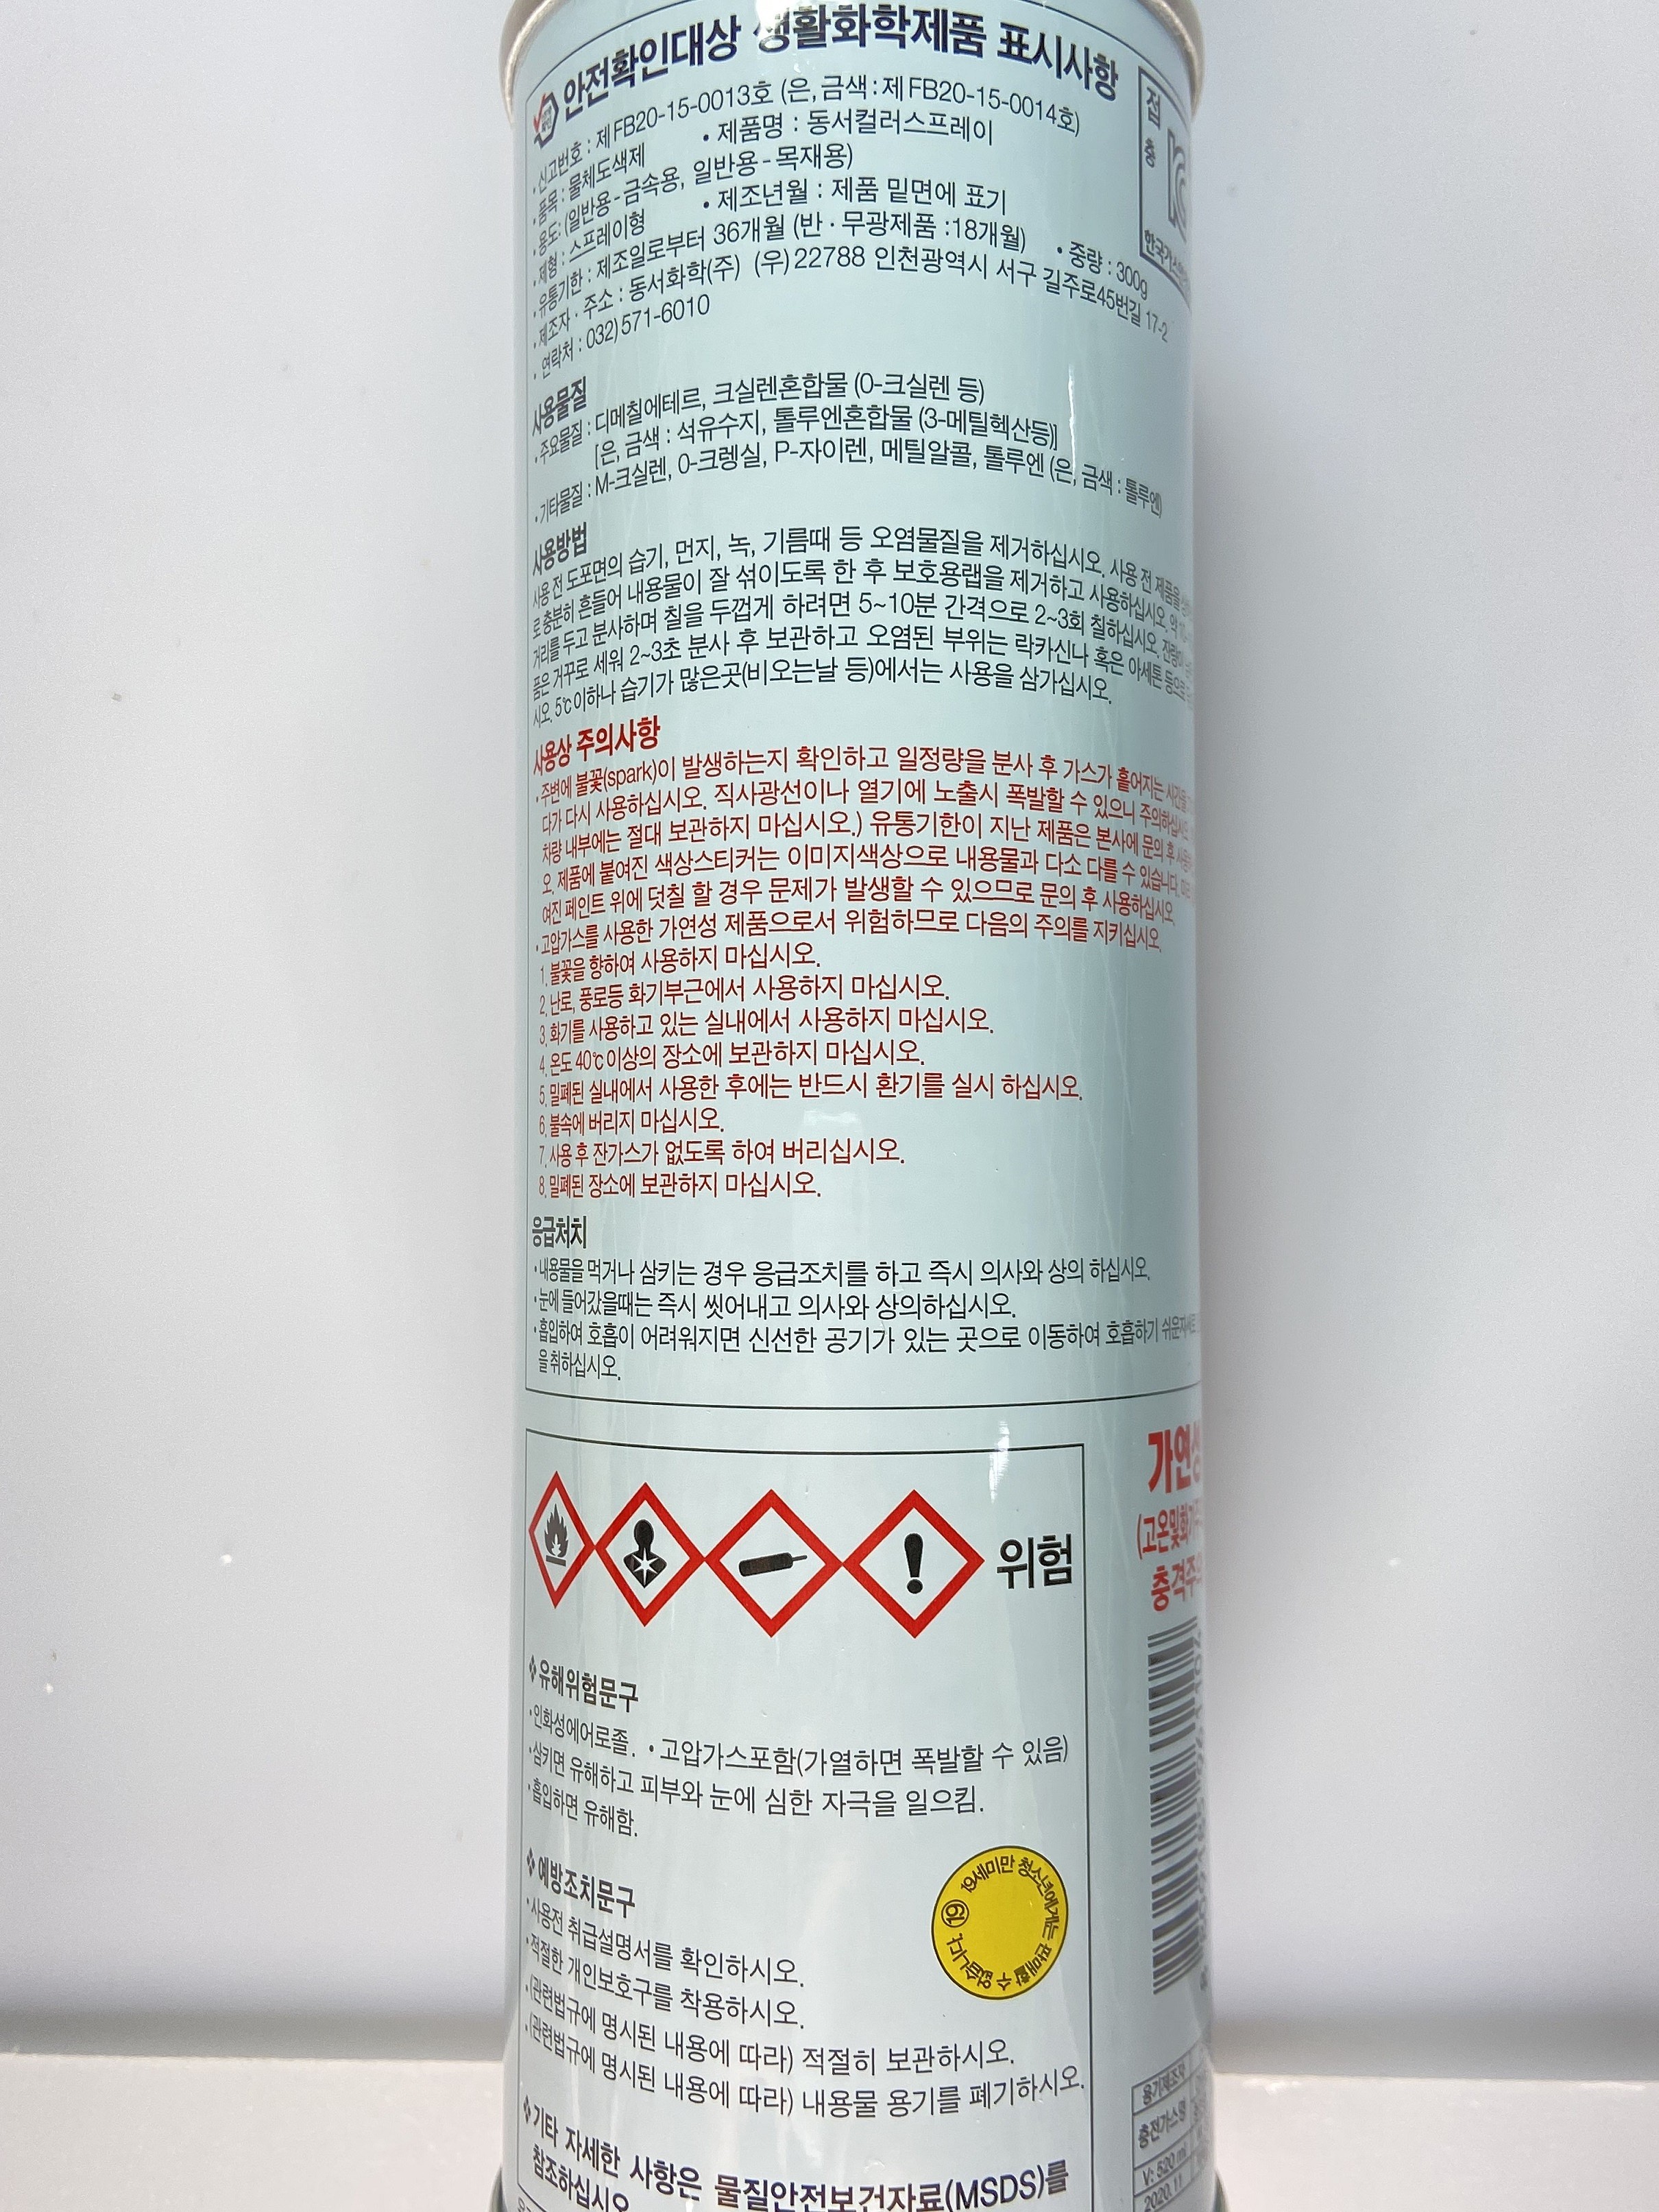 안전확인대상 생활화학제품 표시사항
• 신고번호 : 제 FB20-15-0013호 (은, 금색 : 제 FB20-15-0014호)
• 품목 : 물체도색제 • 제품명 : 동서컬러스프레이
• 용도: (일반용-금속용, 일반용-목재용)
• 제형 : 스프레이형 • 제조년월 : 제품 밑면에 표기
• 유통기한 : 제조일로부터 36개월 (반·무광제품 :18개월) • 중량 : 300g
• 제조자 · 주소 : 동서화학(주) (우) 22788 인천광역시 서구 길주로45번길 17-2
• 연락처 : 032) 571-6010
접
충
사용물질
• 주요물질 : 디메칠에테르, 크실렌혼합물 (0-크실렌 등)
[은, 금색 : 석유수지, 톨루엔혼합물 (3-메틸헥산등)]
• 기타물질 : M-크실렌, 0-크렝실, P-자이렌, 메틸알콜, 톨루엔 (은, 금색 : 톨루엔)
사용방법
사용 전 도포면의 습기, 먼지, 녹, 기름때 등 오염물질을 제거하십시오. 사용 전 제품을
로 충분히 흔들어 내용물이 잘 섞이도록 한 후 보호용랩을 제거하고 사용하십시오. 약
거리를 두고 분사하며 칠을 두껍게 하려면 5~10분 간격으로 2~3회 칠하십시오.
품은 거꾸로 세워 2~3초 분사 후 보관하고 오염된 부위는 락카신나 혹은 아세톤 등으로
시오. 5℃이하나 습기가 많은곳(비오는날 등)에서는 사용을 삼가십시오.
사용상 주의사항
• 주변에 불꽃(spark)이 발생하는지 확인하고 일정량을 분사 후 가스가 흩어지는
다가 다시 사용하십시오. 직사광선이나 열기에 노출시 폭발할 수 있으니 주의하십시오.
차량 내부에는 절대 보관하지 마십시오.) 유통기한이 지난 제품은 본사에 문의 후
오. 제품에 붙여진 색상스티커는 이미지색상으로 내용물과 다소 다를 수 있습니다.
여진 페인트 위에 덧칠 할 경우 문제가 발생할 수 있으므로 문의 후 사용하십시오.
• 고압가스를 사용한 가연성 제품으로서 위험하므로 다음의 주의를 지키십시오.
1. 불꽃을 향하여 사용하지 마십시오.
2. 난로, 풍로등 화기부근에서 사용하지 마십시오.
3. 화기를 사용하고 있는 실내에서 사용하지 마십시오.
4. 온도 40℃이상의 장소에 보관하지 마십시오.
5. 밀폐된 실내에서 사용한 후에는 반드시 환기를 실시 하십시오.
6. 불속에 버리지 마십시오.
7. 사용 후 잔가스가 없도록 하여 버리십시오.
8. 밀폐된 장소에 보관하지 마십시오.
응급처치
• 내용물을 먹거나 삼키는 경우 응급조치를 하고 즉시 의사와 상의 하십시오.
• 눈에 들어갔을때는 즉시 씻어내고 의사와 상의하십시오.
• 흡입하여 호흡이 어려워지면 신선한 공기가 있는 곳으로 이동하여 호흡하기 쉬운
을 취하십시오.
위험
❖ 유해위험문구
• 인화성에어로졸. • 고압가스포함(가열하면 폭발할 수 있음)
• 삼키면 유해하고 피부와 눈에 심한 자극을 일으킴.
• 흡입하면 유해함.
❖ 예방조치문구
• 사용전 취급설명서를 확인하시오.
• 적절한 개인보호구를 착용하시오.
• (관련법규에 명시된 내용에 따라) 적절히 보관하시오.
• (관련법규에 명시된 내용에 따라) 내용물 용기를 폐기하시오.
❖ 기타 자세한 사항은 물질안전보건자료(MSDS)를
참조하십시오
⑲ 19세미만 청소년에게는 판매할 수 없습니다.
충격주의
용기제조자
충전가스명
V: 520 ml
2020.11